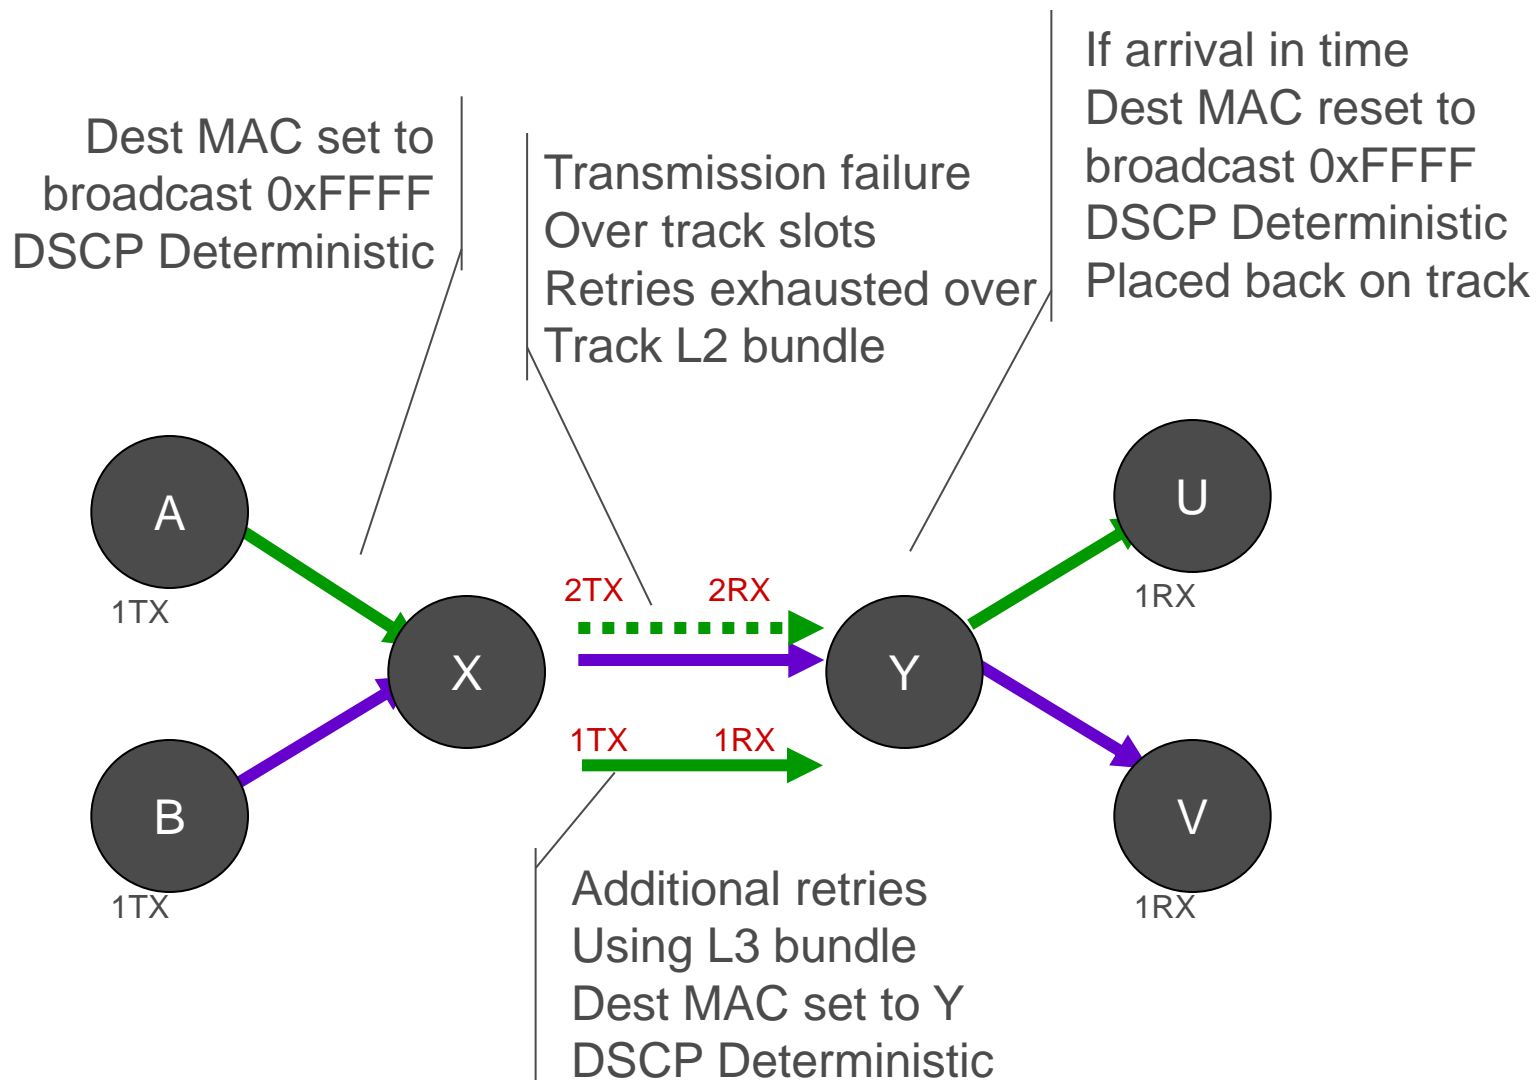 If arrival in time
Dest MAC reset to
broadcast 0xFFFF
DSCP Deterministic
Placed back on track
Dest MAC set to
broadcast 0xFFFF
DSCP Deterministic
Transmission failure
Over track slots
Retries exhausted over
Track L2 bundle
A
1TX
U
1RX
2TX
2RX
X
Y
1TX
1RX
B
1TX
V
1RX
Additional retries
Using L3 bundle
Dest MAC set to Y
DSCP Deterministic